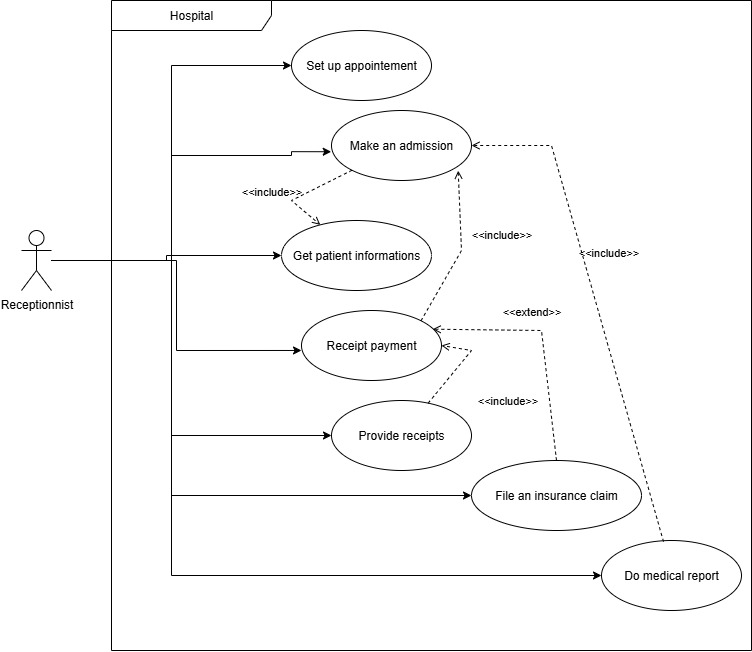 Hospital
Set up appointement
Make an admission
<<include>>
Get patient informations
<<include>>
<<include>>
Receptionnist
<<extend>>
Receipt payment
<<include>>
Provide receipts
File an insurance claim
Do medical report